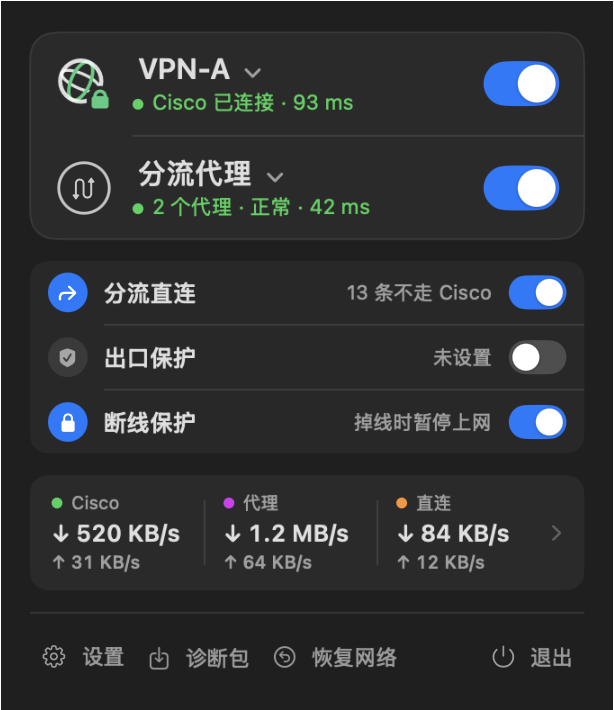 VPN-A
Cisco 已连接 · 93 ms
分流代理
2 个代理 · 正常 · 42 ms
分流直连 13 条不走 Cisco
出口保护 未设置
断线保护 掉线时暂停上网
Cisco 代理 直连
↓ 520 KB/s ↓ 1.2 MB/s ↓ 84 KB/s
↑ 31 KB/s ↑ 64 KB/s ↑ 12 KB/s
设置 诊断包 恢复网络 退出